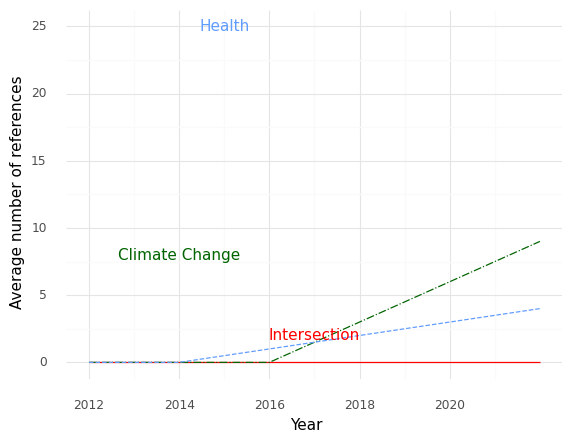 25
Health
20
15
10
Climate Change
5
Intersection
0
2012 2014 2016 2018 2020
Year
Average number of references